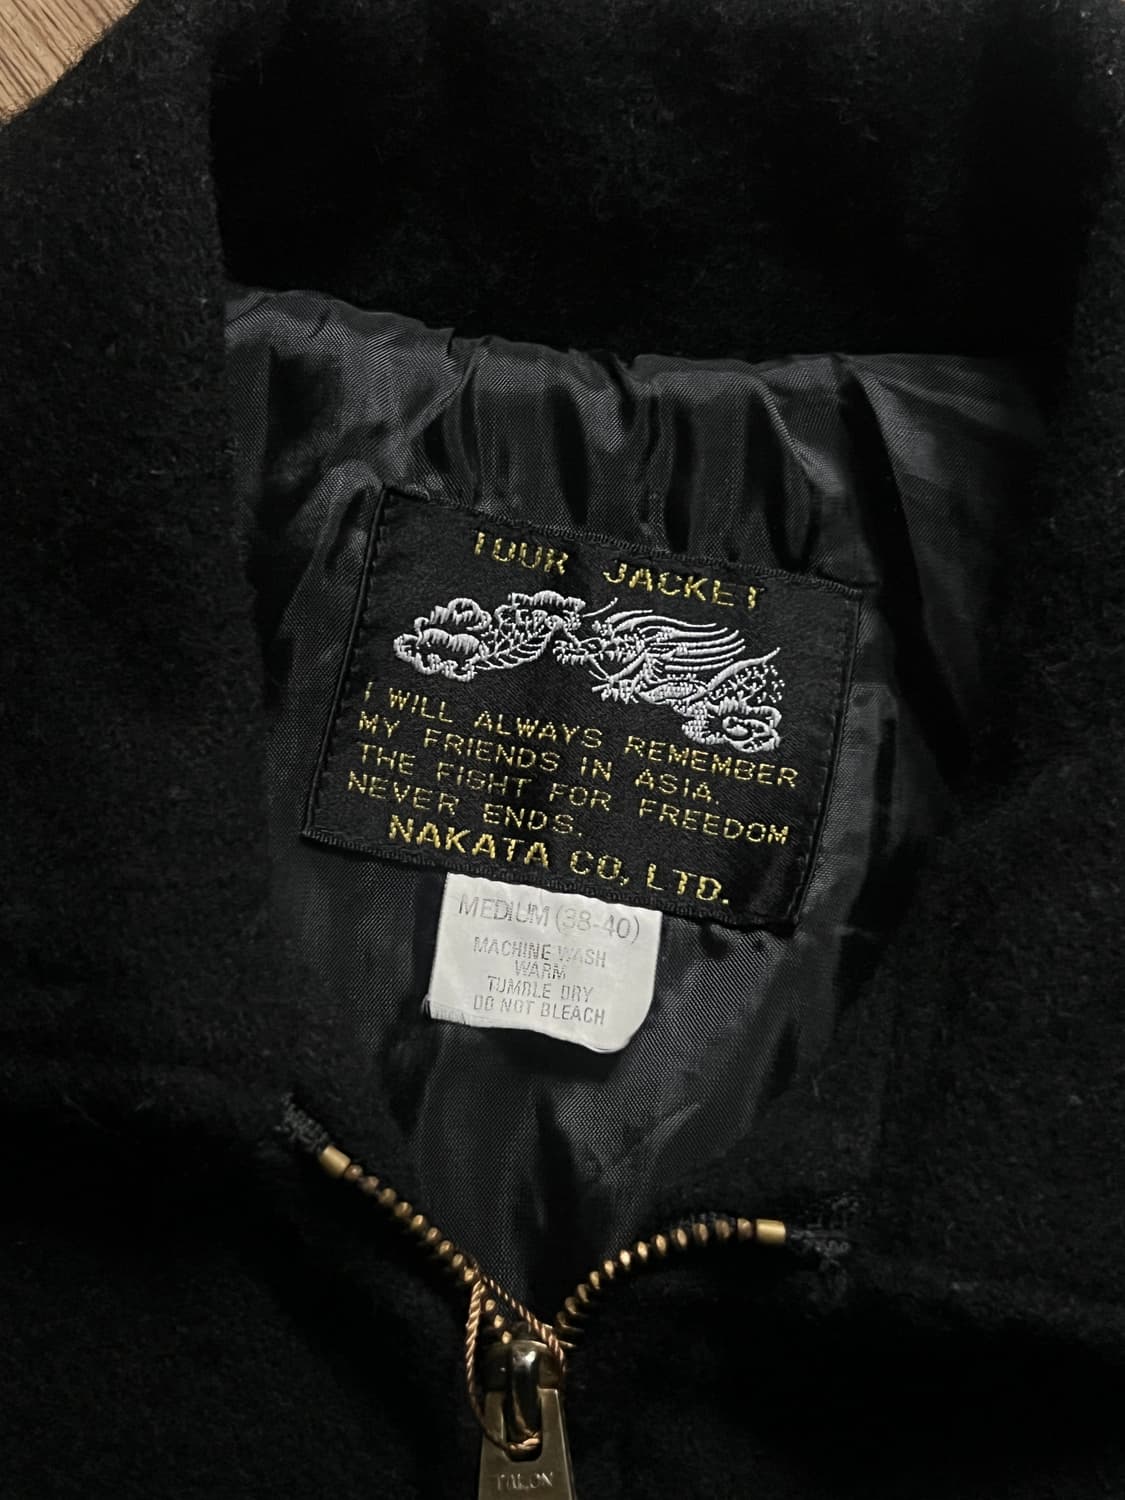 TOUR JACKET
I WILL ALWAYS REMEMBER
MY FRIENDS IN ASIA.
THE FIGHT FOR FREEDOM
NEVER ENDS.
NAKATA CO, LTD.
MEDIUM (38-40)
MACHINE WASH
WARM
TUMBLE DRY
DO NOT BLEACH
TALON